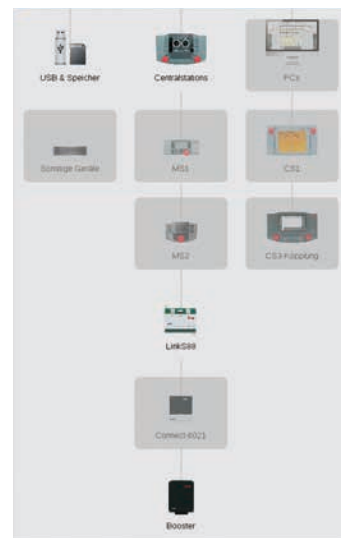 USB & Speicher
Centralstations
PCs
Sonstige Geräte
MS1
CS1
MS2
CS3-Kopplung
LinkS88
Connect-6021
Booster